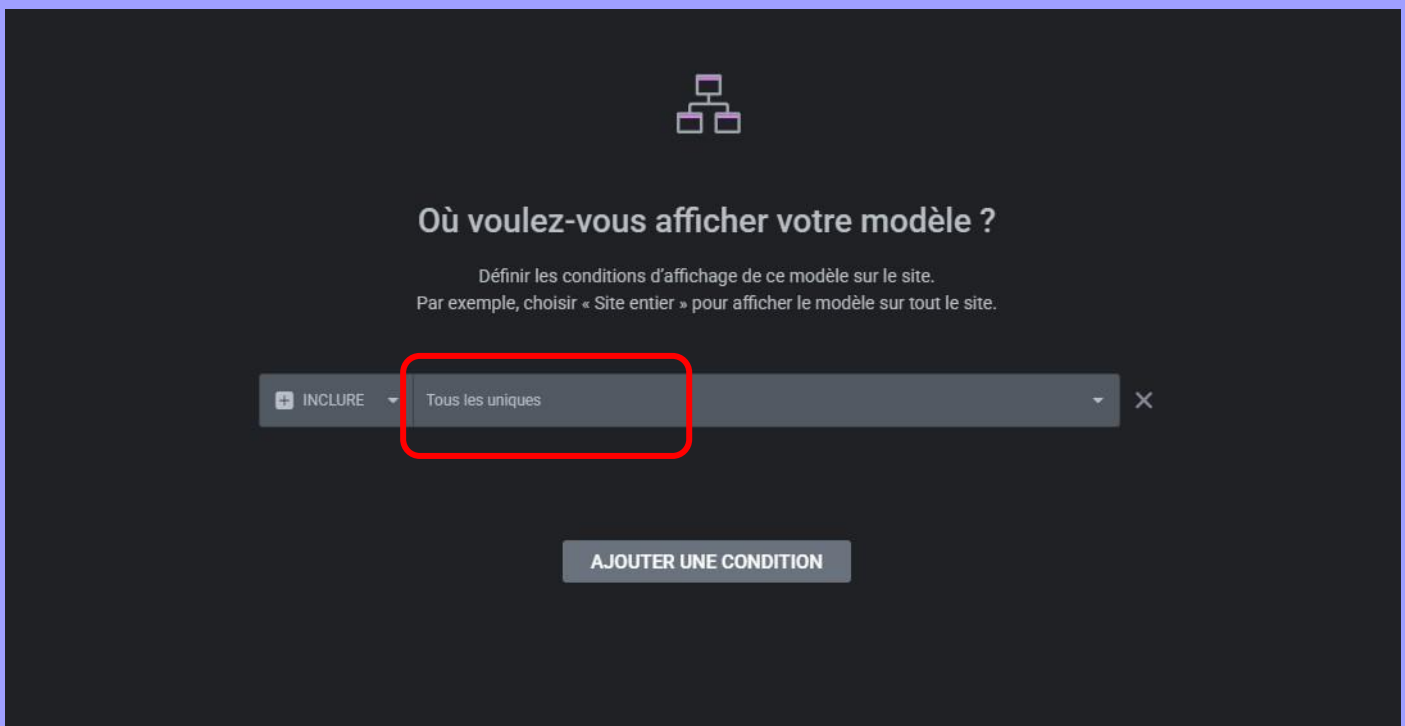 Où voulez-vous afficher votre modèle ?
Définir les conditions d’affichage de ce modèle sur le site.
Par exemple, choisir « Site entier » pour afficher le modèle sur tout le site.
INCLURE Tous les uniques
AJOUTER UNE CONDITION